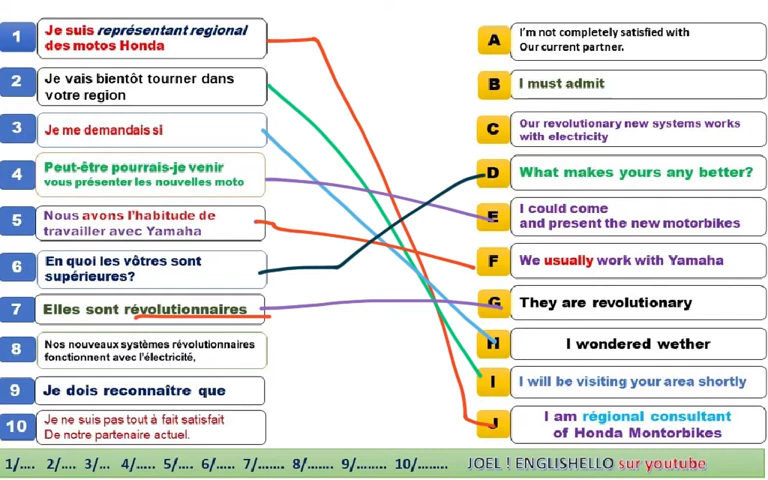 1
Je suis représentant regional
des motos Honda
2
Je vais bientôt tourner dans
votre region
3
Je me demandais si
4
Peut-être pourrais-je venir
vous présenter les nouvelles moto
5
Nous avons l'habitude de
travailler avec Yamaha
6
En quoi les vôtres sont
supérieures?
7
Elles sont révolutionnaires
8
Nos nouveaux systèmes révolutionnaires
fonctionnent avec l'électricité,
9
Je dois reconnaître que
10
Je ne suis pas tout à fait satisfait
De notre partenaire actuel.
A
I'm not completely satisfied with
Our current partner.
B
I must admit
C
Our revolutionary new systems works
with electricity
D
What makes yours any better?
E
I could come
and present the new motorbikes
F
We usually work with Yamaha
G
They are revolutionary
H
I wondered wether
I
I will be visiting your area shortly
J
I am régional consultant
of Honda Montorbikes
1/.... 2/.... 3/... 4/..... 5/.... 6/..... 7/....... 8/....... 9/........ 10/........ JOEL ! ENGLISHELLO sur youtube